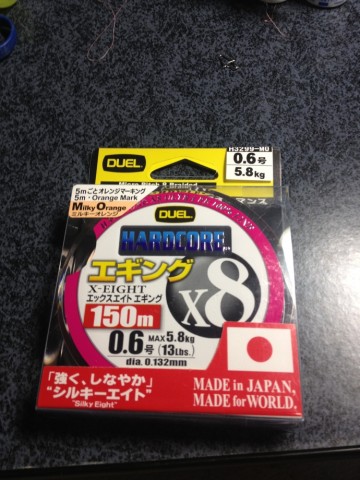 H3299-MO
DUEL
0.6号
5.8kg
5mごとオレンジマーキング
5m・Orange Mark
Milky Orange
ミルキーオレンジ
DUEL
HARDCORE
エギング
X-EIGHT
エックスエイト エギング
x8
150m
0.6号
MAX5.8kg
(13Lbs.)
dia. 0.132mm
「強く、しなやか」
“シルキーエイト”
"Silky Eight"
MADE in JAPAN,
MADE for WORLD.